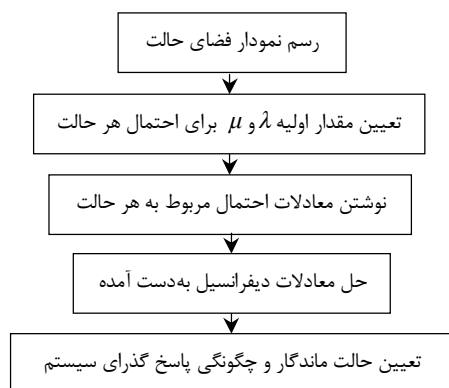 رسم نمودار فضای حالت
تعیین مقدار اولیه λ و μ برای احتمال هر حالت
نوشتن معادلات احتمال مربوط به هر حالت
حل معادلات دیفرانسیل به‌دست آمده
تعیین حالت ماندگار و چگونگی پاسخ گذرای سیستم